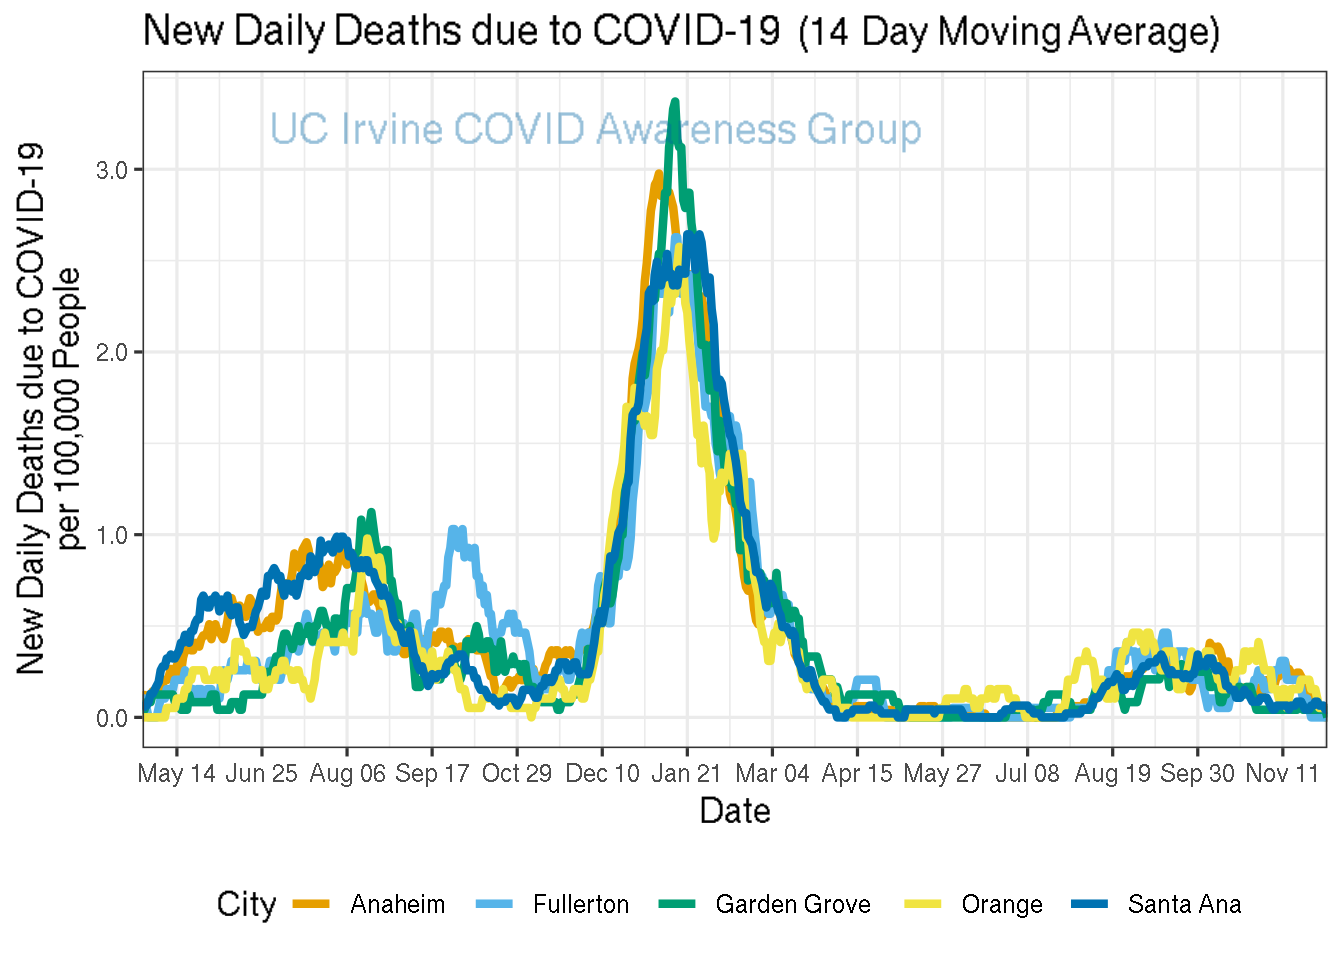 New Daily Deaths due to COVID-19 (14 Day Moving Average)
UC Irvine COVID Awareness Group
New Daily Deaths due to COVID-19
per 100,000 People
3.0
2.0
1.0
0.0
May 14 Jun 25 Aug 06 Sep 17 Oct 29 Dec 10 Jan 21 Mar 04 Apr 15 May 27 Jul 08 Aug 19 Sep 30 Nov 11
Date
City Anaheim Fullerton Garden Grove Orange Santa Ana